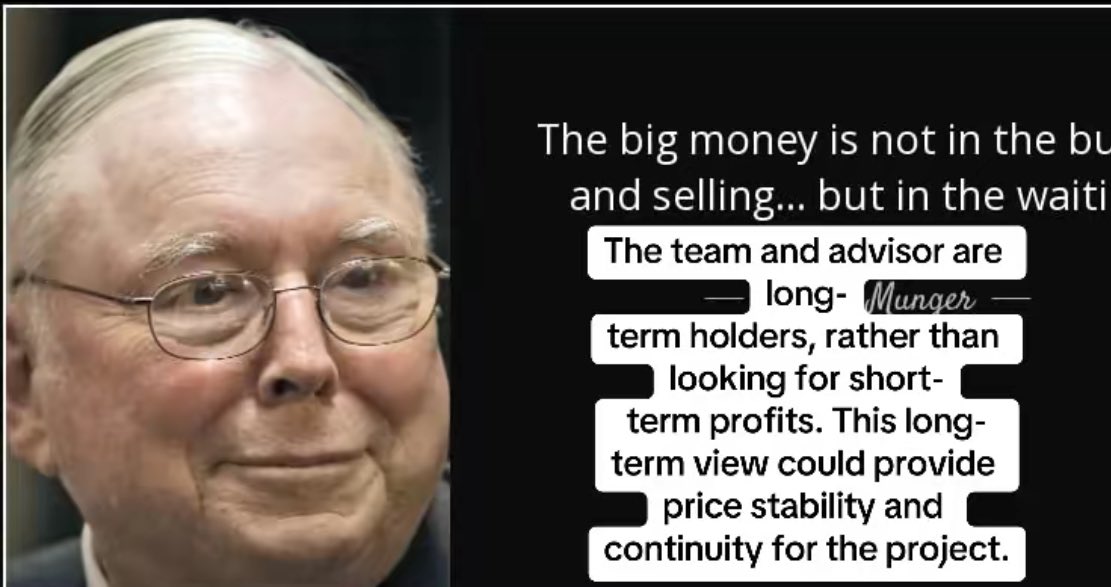 The big money is not in the bu
and selling... but in the waiti
The team and advisor are
long-
Munger
term holders, rather than
looking for short-
term profits. This long-
term view could provide
price stability and
continuity for the project.